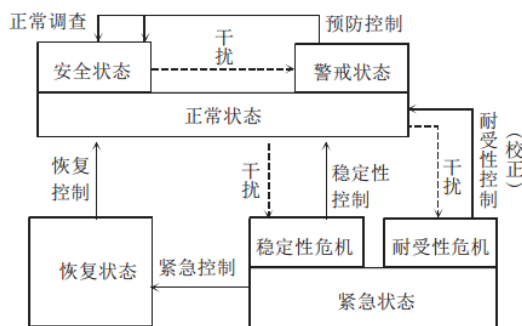 正常调查
预防控制
干扰
安全状态
警戒状态
正常状态
恢复
控制
干扰
稳定性
控制
干扰
耐受性控制
（校正）
恢复状态
紧急控制
稳定性危机
耐受性危机
紧急状态